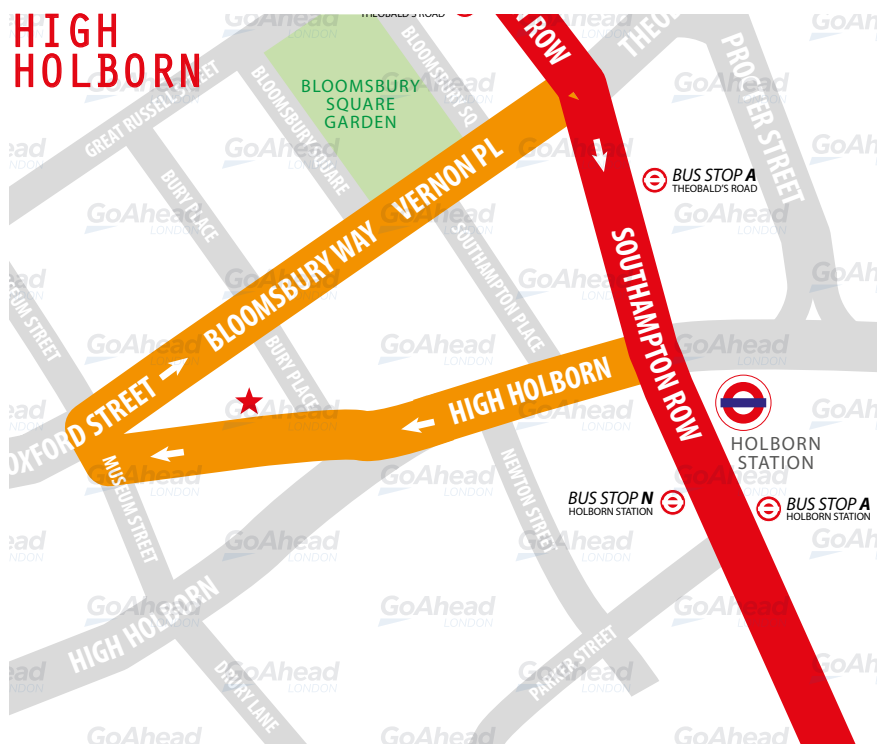 HIGH
HOLBORN
THEOBALD'S ROAD
ROW
GREAT RUSSELL STREET
BLOOMSBURY SQUARE
BLOOMSBURY SQ
BLOOMSBURY
SQUARE
GARDEN
PROCTER STREET
BURY PLACE
VERNON PL
BLOOMSBURY WAY
BUS STOP A
THEOBALD'S ROAD
SOUTHAMPTON PLACE
SOUTHAMPTON ROW
BURY PLACE
OXFORD STREET
HIGH HOLBORN
HOLBORN
STATION
MUSEUM STREET
NEWTON STREET
BUS STOP N
HOLBORN STATION
BUS STOP A
HOLBORN STATION
HIGH HOLBORN
DRURY LANE
PARKER STREET
GoAhead
LONDON